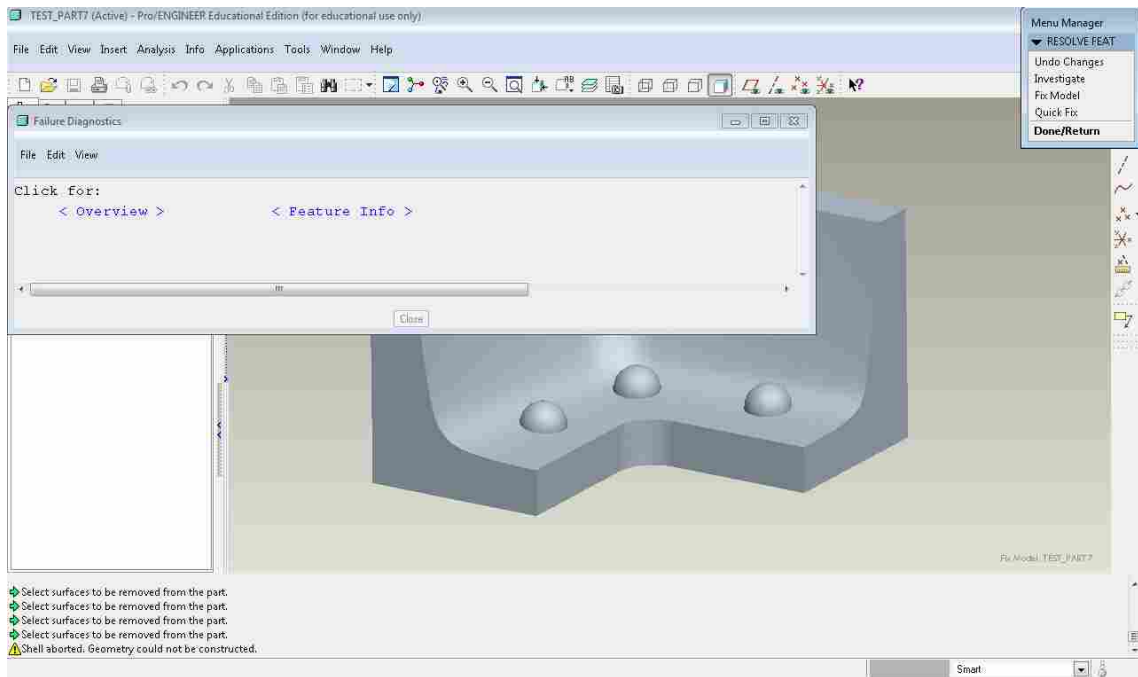 TEST_PART7 (Active) - Pro/ENGINEER Educational Edition (for educational use only)
File Edit View Insert Analysis Info Applications Tools Window Help
Menu Manager
RESOLVE FEAT
Undo Changes
Investigate
Fix Model
Quick Fix
Done/Return
Failure Diagnostics
File Edit View
Click for:
< Overview > < Feature Info >
Close
Fix Model: TEST_PART7
Select surfaces to be removed from the part.
Select surfaces to be removed from the part.
Select surfaces to be removed from the part.
Select surfaces to be removed from the part.
Shell aborted. Geometry could not be constructed.
Smart